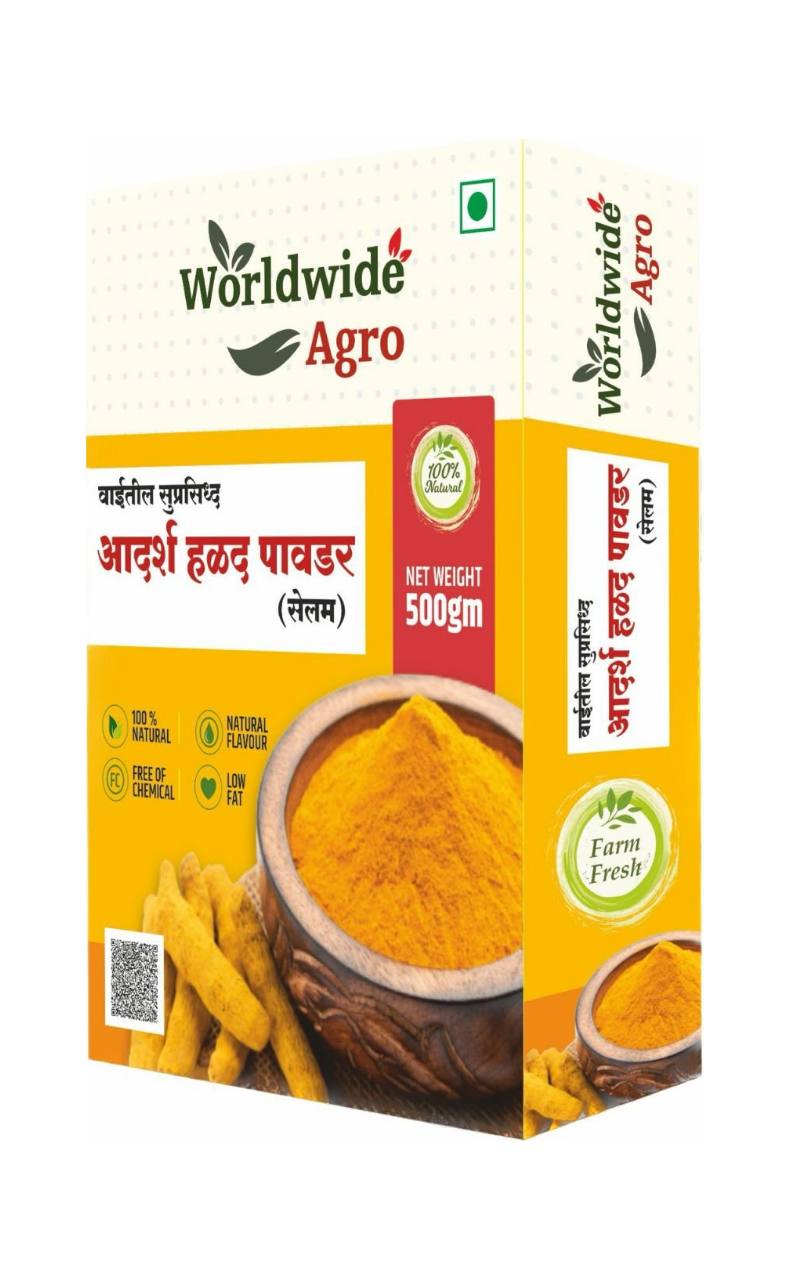 Worldwide
Agro
वाईतील सुप्रसिध्द
आदर्श हळद पावडर
(सेलम)
100%
Natural
NET WEIGHT
500gm
100 %
NATURAL
NATURAL
FLAVOUR
FC
FREE OF
CHEMICAL
LOW
FAT
Worldwide
Agro
वाईतील सुप्रसिध्द
आदर्श हळद पावडर
(सेलम)
Farm
Fresh